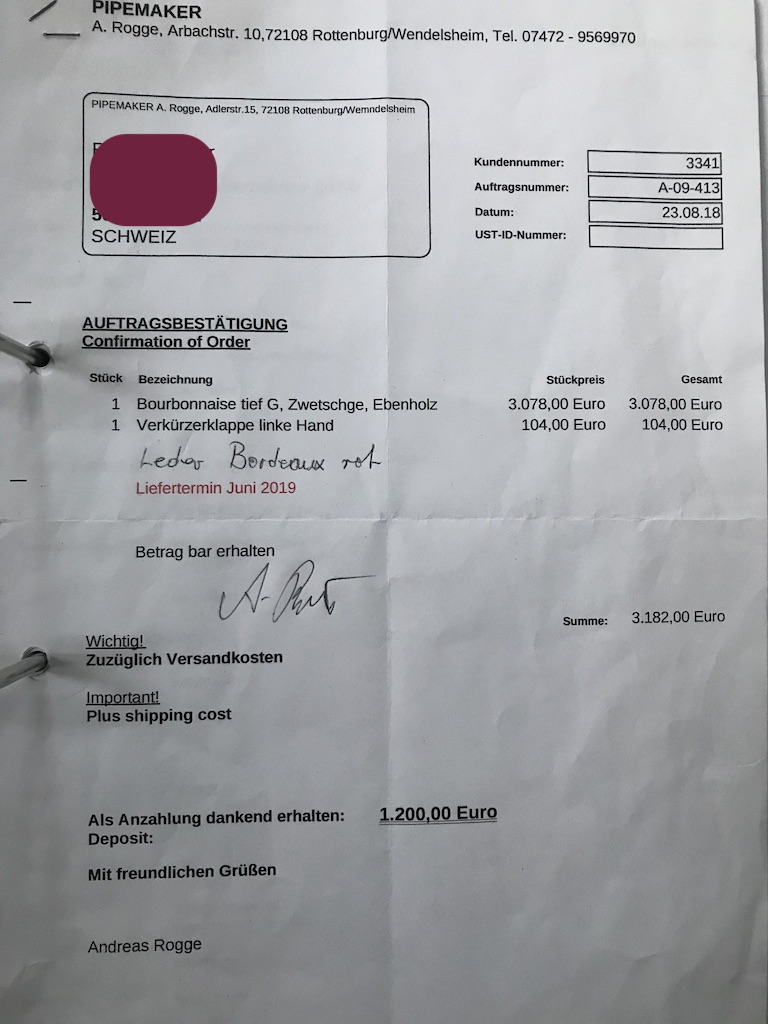 PIPEMAKER
A. Rogge, Arbachstr. 10,72108 Rottenburg/Wendelsheim, Tel. 07472 - 9569970
PIPEMAKER A. Rogge, Adlerstr.15, 72108 Rottenburg/Wemndelsheim
SCHWEIZ
Kundennummer: 3341
Auftragsnummer: A-09-413
Datum: 23.08.18
UST-ID-Nummer:
AUFTRAGSBESTÄTIGUNG
Confirmation of Order
Stück Bezeichnung Stückpreis Gesamt
1 Bourbonnaise tief G, Zwetschge, Ebenholz 3.078,00 Euro 3.078,00 Euro
1 Verkürzerklappe linke Hand 104,00 Euro 104,00 Euro
Leder Bordeaux rot
Liefertermin Juni 2019
Betrag bar erhalten
Summe: 3.182,00 Euro
Wichtig!
Zuzüglich Versandkosten
Important!
Plus shipping cost
Als Anzahlung dankend erhalten: 1.200,00 Euro
Deposit:
Mit freundlichen Grüßen
Andreas Rogge